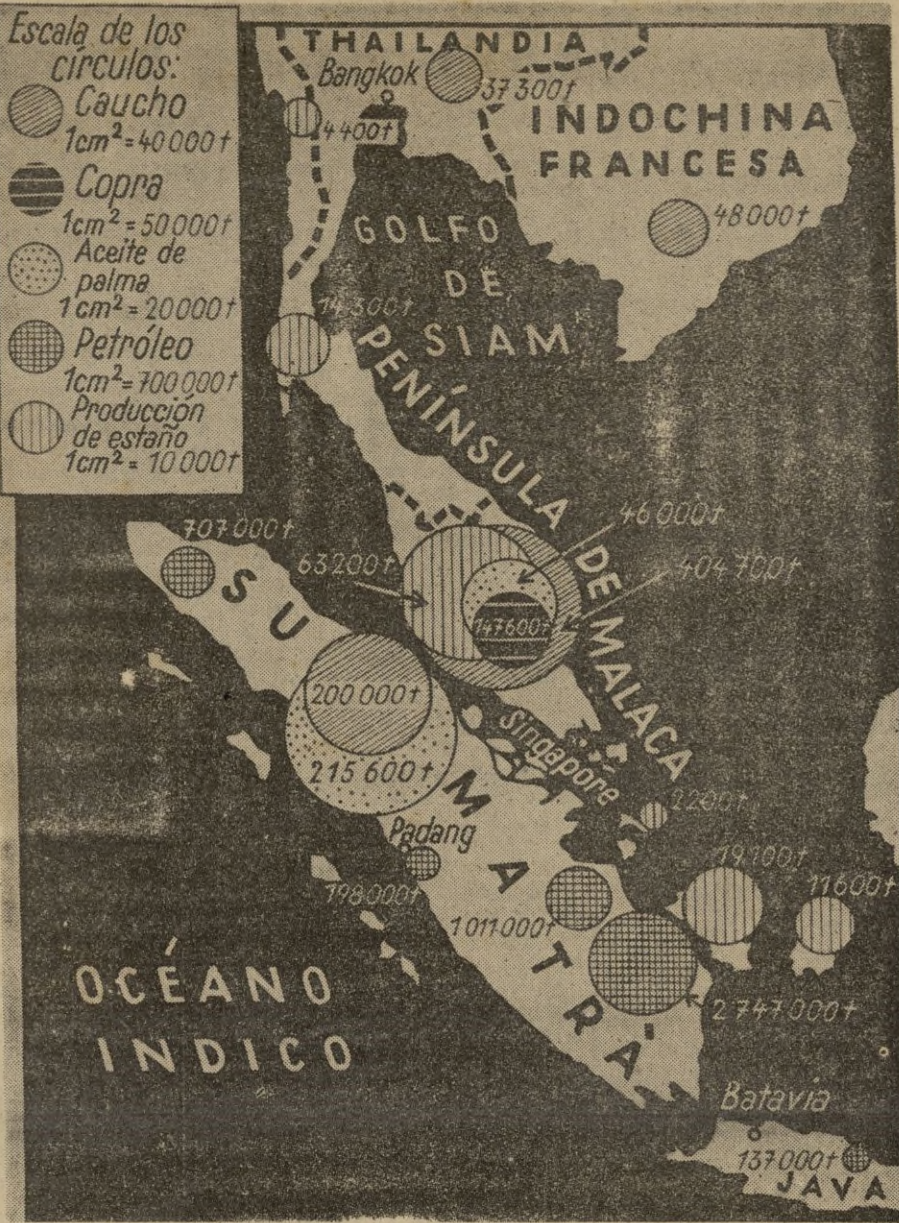 Escala de los
círculos:
Caucho
1cm² = 40 000 t
Copra
1cm² = 50 000 t
Aceite de
palma
1cm² = 20 000 t
Petróleo
1cm² = 700 000 t
Producción
de estaño
1cm² = 10 000 t
THAILANDIA
Bangkok
37 300 t
4 400 t
INDOCHINA
FRANCESA
48 000 t
GOLFO
DE
SIAM
14 300 t
PENÍNSULA DE MALACA
707 000 t
46 000 t
63 200 t
404 700 t
147 600 t
SUMATRA
200 000 t
215 600 t
Singapore
2 200 t
Padang
198 000 t
19 100 t
11 600 t
1 011 000 t
2 747 000 t
OCÉANO
INDICO
Batavia
137 000 t
JAVA